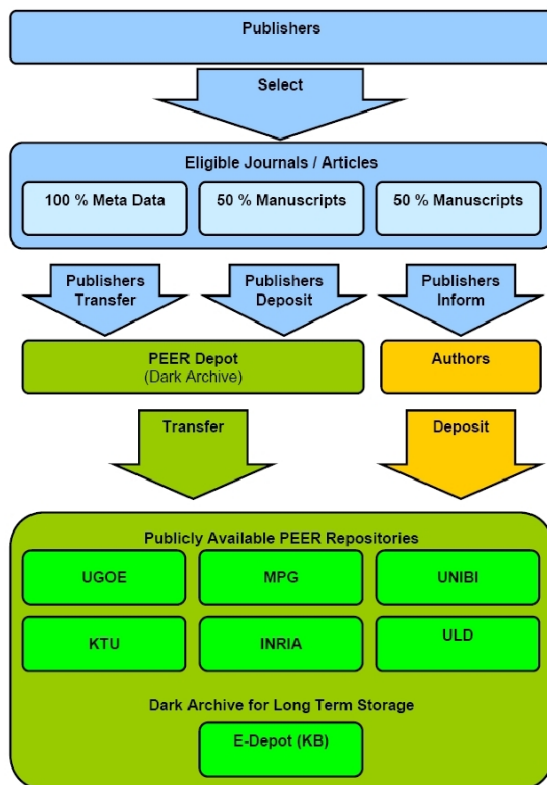 Publishers
Select
Eligible Journals / Articles
100 % Meta Data
50 % Manuscripts
50 % Manuscripts
Publishers
Transfer
Publishers
Deposit
Publishers
Inform
PEER Depot
(Dark Archive)
Authors
Transfer
Deposit
Publicly Available PEER Repositories
UGOE
MPG
UNIBI
KTU
INRIA
ULD
Dark Archive for Long Term Storage
E-Depot (KB)